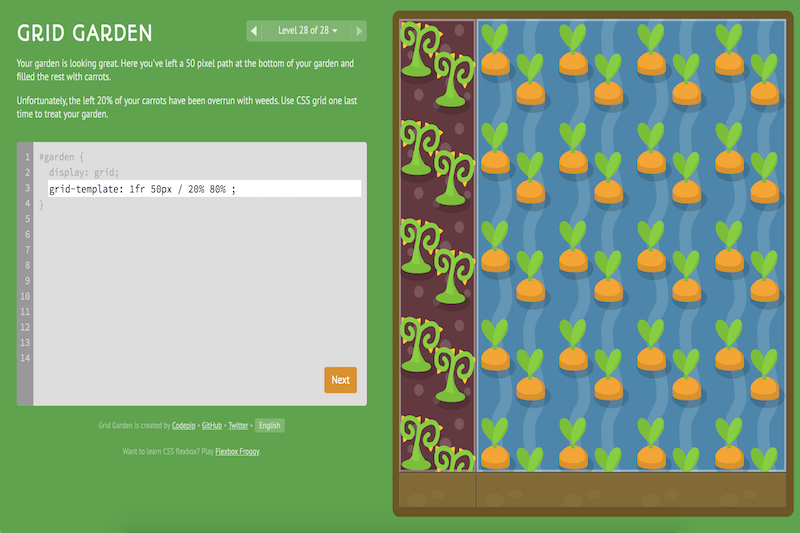 GRID GARDEN
Level 28 of 28
Your garden is looking great. Here you've left a 50 pixel path at the bottom of your garden and
filled the rest with carrots.
Unfortunately, the left 20% of your carrots have been overrun with weeds. Use CSS grid one last
time to treat your garden.
1 #garden {
2 display: grid;
3 grid-template: 1fr 50px / 20% 80% ;
4 }
5
6
7
8
9
10
11
12
13
14
Next
Grid Garden is created by Codepip • GitHub • Twitter • English
Want to learn CSS flexbox? Play Flexbox Froggy.